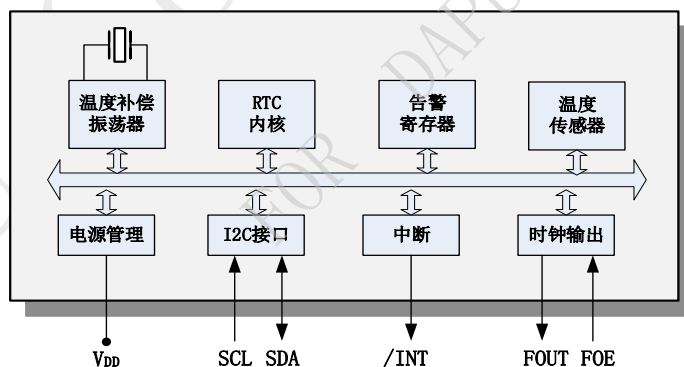 温度补偿
振荡器
RTC
内核
告警
寄存器
温度
传感器
电源管理
I2C接口
中断
时钟输出
VDD
SCL SDA
/INT
FOUT FOE
FOR DAPU